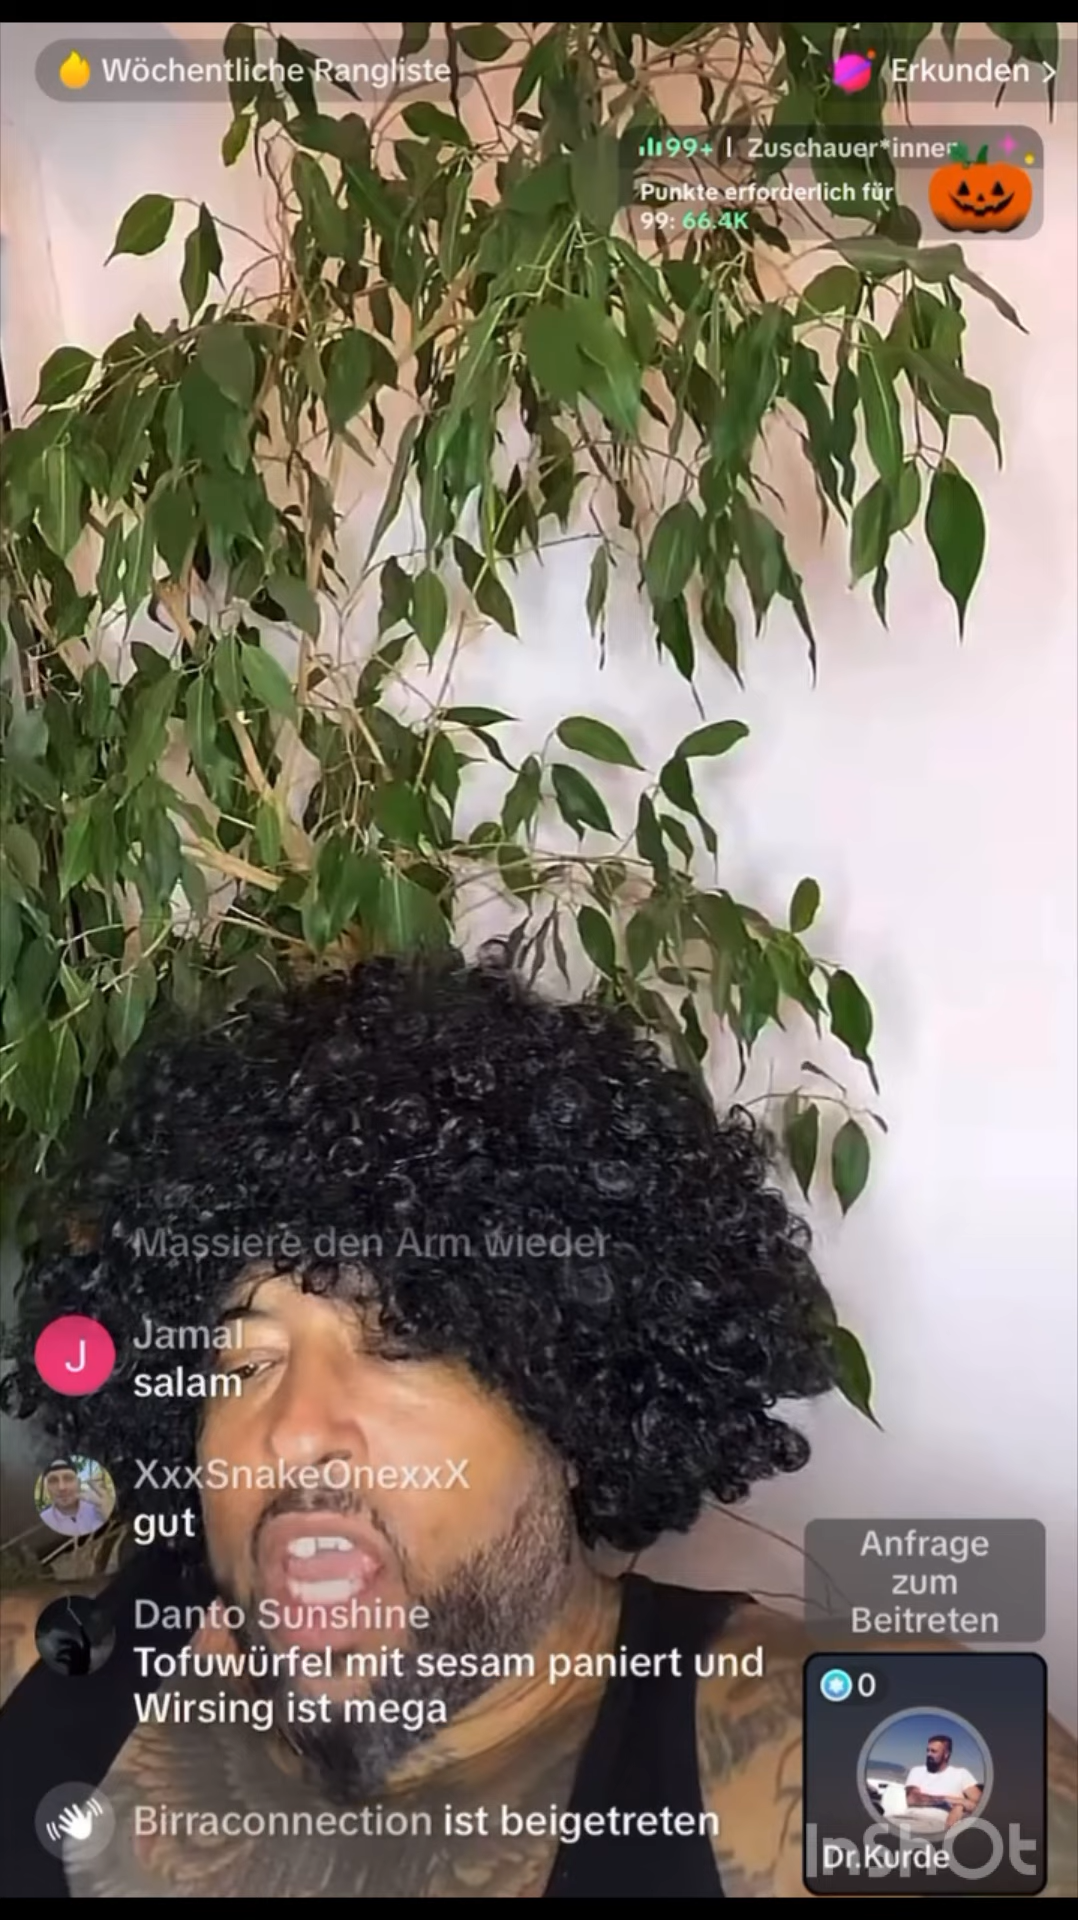 Wöchentliche Rangliste
Erkunden >
99+ | Zuschauer*innen
Punkte erforderlich für
99: 66.4K
Massiere den Arm wieder
J
Jamal
salam
XxxSnakeOnexxX
gut
Danto Sunshine
Tofuwürfel mit sesam paniert und
Wirsing ist mega
Birraconnection ist beigetreten
Anfrage
zum
Beitreten
0
Dr.Kurde
InShOt